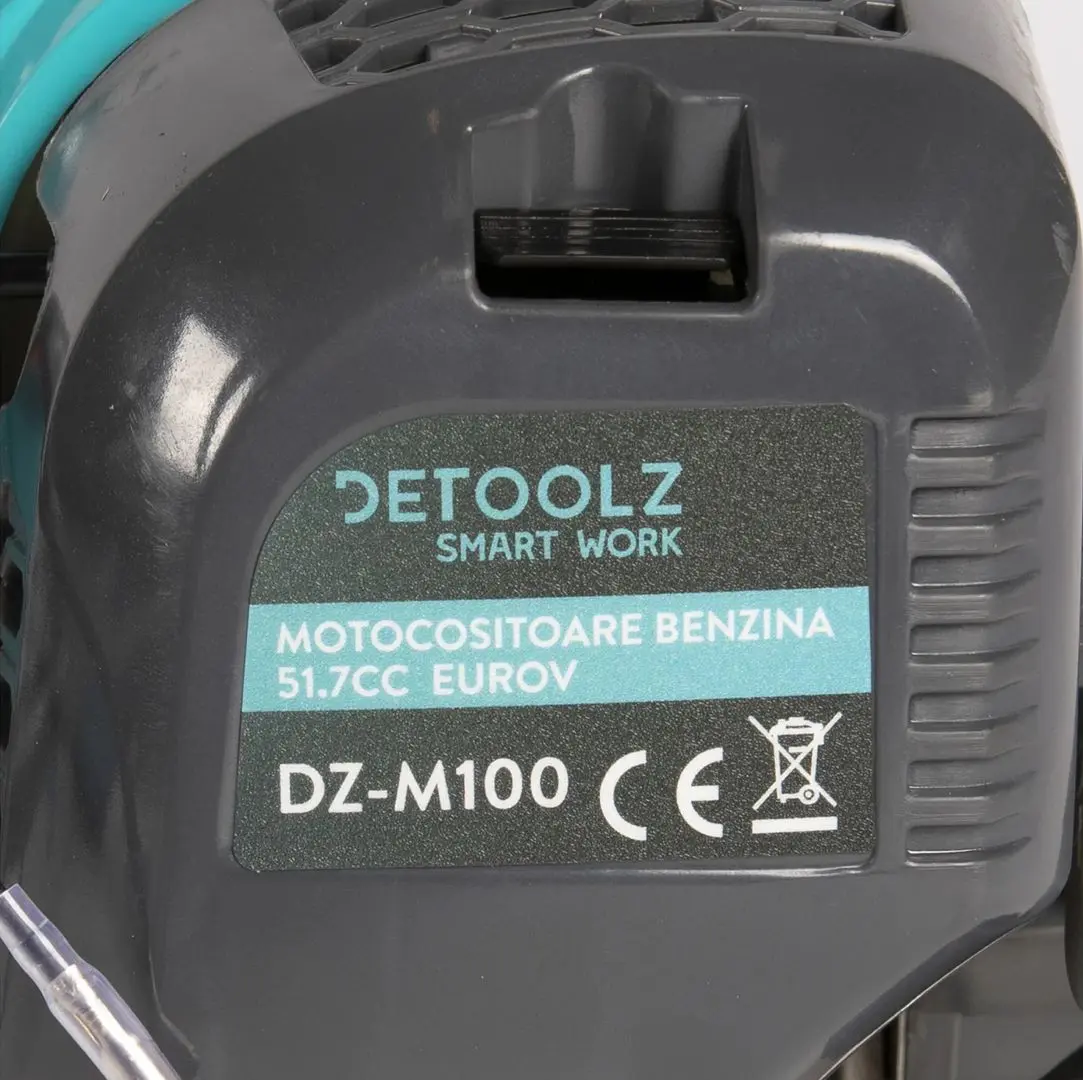 DETOOLZ
SMART WORK
MOTOCOSITOARE BENZINA
51.7CC EUROV
DZ-M100 CE